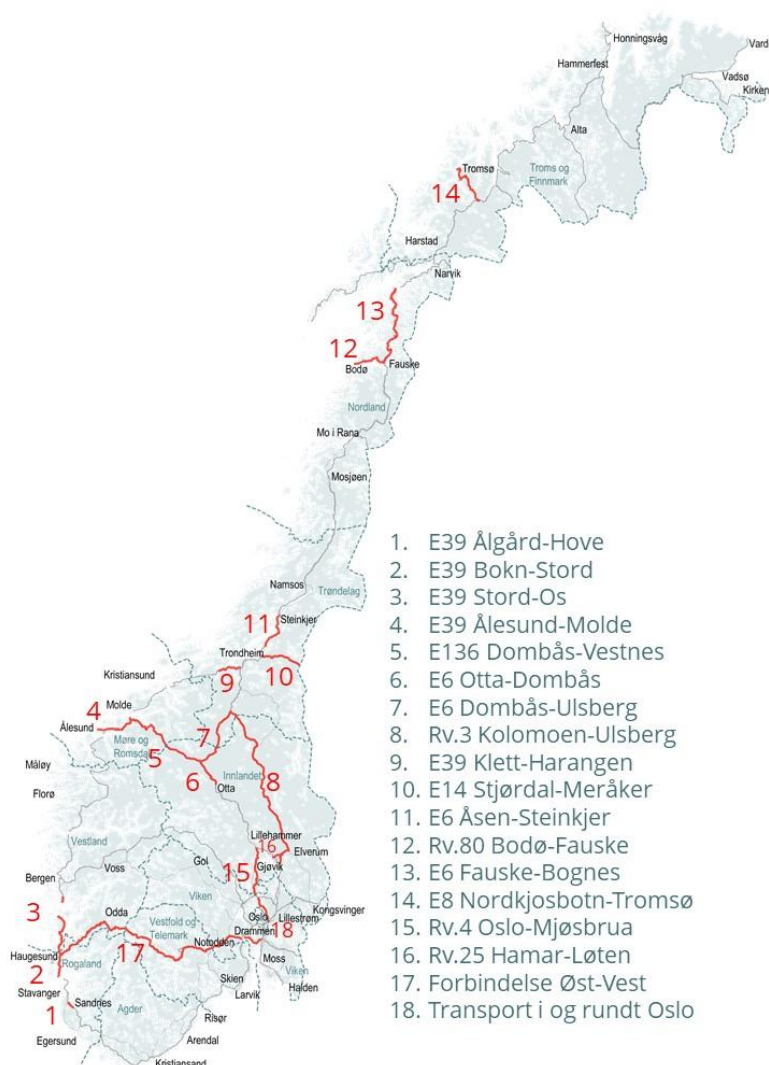 Honningsvåg
Vard
Hammerfest
Vadsø
Kirken
Alta
Tromsø
Troms og
Finnmark
14
Harstad
Narvik
13
12
Bodø
Fauske
Nordland
Mo i Rana
Mosjøen
Namsos
Trøndelag
11
Steinkjer
Trondheim
9
10
Kristiansund
4
Molde
Ålesund
7
Møre og
Romsdal
5
Innlandet
8
Måløy
6
Otta
Florø
Vestland
Lillehammer
16
Elverum
Voss
Gol
15
Gjøvik
Bergen
Viken
3
Odda
Vestfold og
Telemark
Oslo
Lillestrøm
Kongsvinger
18
Drammen
Notodden
17
Haugesund
Rogaland
Moss
Viken
2
Skien
Halden
Stavanger
Larvik
Sandnes
Agder
1
Risør
Egersund
Arendal
Kristiansand
1. E39 Ålgård-Hove
2. E39 Bokn-Stord
3. E39 Stord-Os
4. E39 Ålesund-Molde
5. E136 Dombås-Vestnes
6. E6 Otta-Dombås
7. E6 Dombås-Ulsberg
8. Rv.3 Kolomoen-Ulsberg
9. E39 Klett-Harangen
10. E14 Stjørdal-Meråker
11. E6 Åsen-Steinkjer
12. Rv.80 Bodø-Fauske
13. E6 Fauske-Bognes
14. E8 Nordkjosbotn-Tromsø
15. Rv.4 Oslo-Mjøsbrua
16. Rv.25 Hamar-Løten
17. Forbindelse Øst-Vest
18. Transport i og rundt Oslo